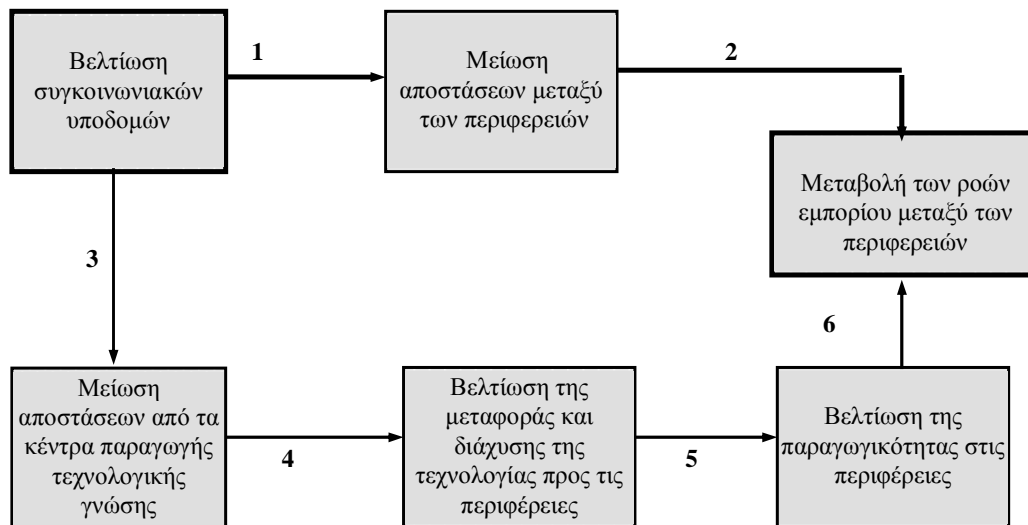 Βελτίωση
συγκοινωνιακών
υποδομών
1
Μείωση
αποστάσεων μεταξύ
των περιφερειών
2
Μεταβολή των ροών
εμπορίου μεταξύ των
περιφερειών
3
Μείωση
αποστάσεων από τα
κέντρα παραγωγής
τεχνολογικής
γνώσης
4
Βελτίωση της
μεταφοράς και
διάχυσης της
τεχνολογίας προς τις
περιφέρειες
5
Βελτίωση της
παραγωγικότητας στις
περιφέρειες
6